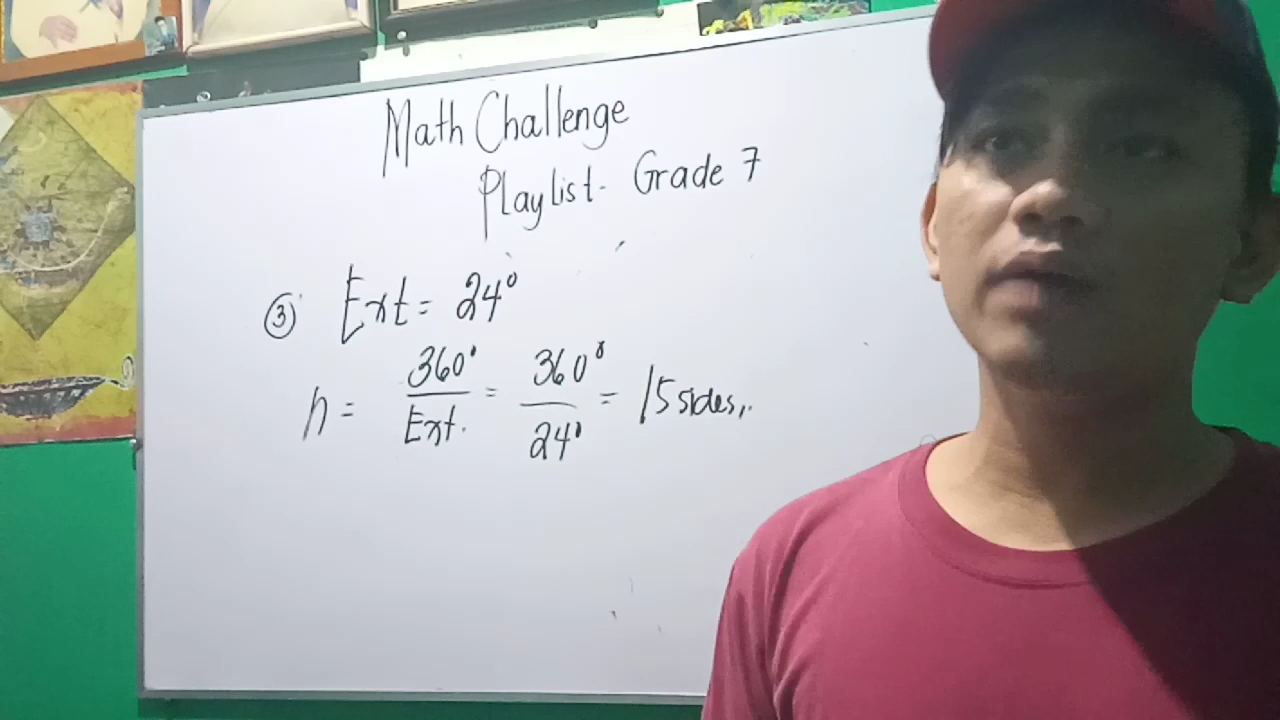 Math Challenge
Playlist - Grade 7
③ Ext = 24°
n = 360° / Ext. = 360° / 24° = 15 sides,.